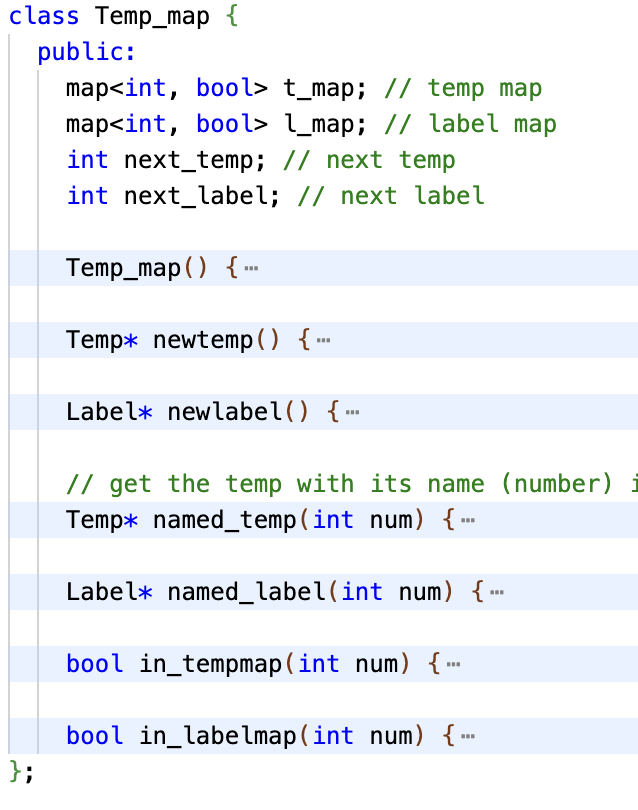 class Temp_map {
public:
map<int, bool> t_map; // temp map
map<int, bool> l_map; // label map
int next_temp; // next temp
int next_label; // next label
Temp_map() {⋯
Temp* newtemp() {⋯
Label* newlabel() {⋯
// get the temp with its name (number) i
Temp* named_temp(int num) {⋯
Label* named_label(int num) {⋯
bool in_tempmap(int num) {⋯
bool in_labelmap(int num) {⋯
};